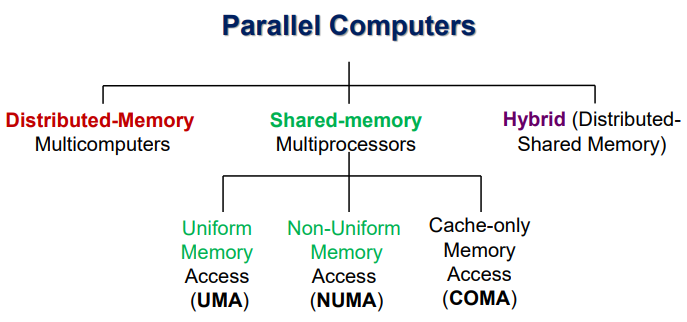 Parallel Computers
Distributed-Memory
Multicomputers
Shared-memory
Multiprocessors
Hybrid (Distributed-
Shared Memory)
Uniform
Memory
Access
(UMA)
Non-Uniform
Memory
Access
(NUMA)
Cache-only
Memory
Access
(COMA)